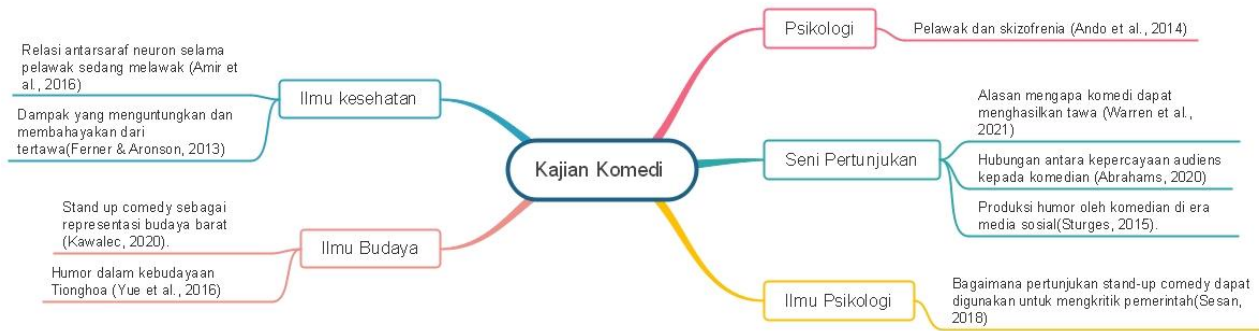 Kajian Komedi
Psikologi
Pelawak dan skizofrenia (Ando et al., 2014)
Seni Pertunjukan
Alasan mengapa komedi dapat
menghasilkan tawa (Warren et al.,
2021)
Hubungan antara kepercayaan audiens
kepada komedian (Abrahams, 2020)
Produksi humor oleh komedian di era
media sosial(Sturges, 2015).
Ilmu Psikologi
Bagaimana pertunjukan stand-up comedy dapat
digunakan untuk mengkritik pemerintah(Sesan,
2018)
Ilmu kesehatan
Relasi antarsaraf neuron selama
pelawak sedang melawak (Amir et
al., 2016)
Dampak yang menguntungkan dan
membahayakan dari
tertawa(Ferner & Aronson, 2013)
Ilmu Budaya
Stand up comedy sebagai
representasi budaya barat
(Kawalec, 2020).
Humor dalam kebudayaan
Tionghoa (Yue et al., 2016)